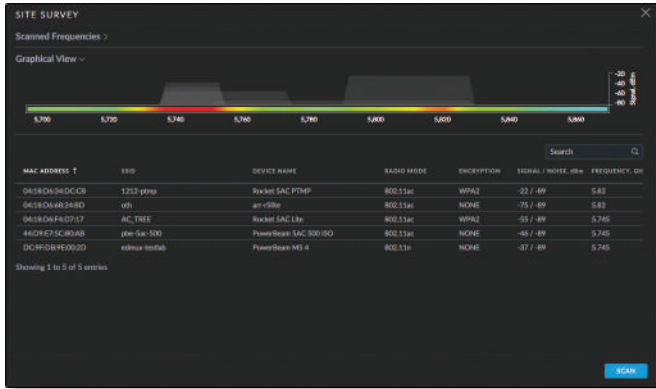 SITE SURVEY
Scanned Frequencies >
Graphical View
-20
-40
-60
-80
Signal, dBm
5,700 5,720 5,740 5,760 5,780 5,800 5,820 5,840 5,860
Search
MAC ADDRESS ↑ SSID DEVICE NAME RADIO MODE ENCRYPTION SIGNAL / NOISE, dBm FREQUENCY, GH
04:18:D6:34:DC:CB 1212-ptmp Rocket 5AC PTMP 802.11ac WPA2 -22 / -89 5.82
04:18:D6:68:24:BD oth 802.11ac NONE -75 / -89 5.82
04:18:D6:F4:D7:17 AC_TREE Rocket 5AC Lite 802.11ac WPA2 -55 / -89 5.745
44:D9:E7:5C:80:AB pbe-5ac-500 PowerBeam 5AC 500 ISO 802.11ac NONE -46 / -89 5.745
DC:9F:DB:9E:00:2D edmux-testlab PowerBeam M5 4 802.11n NONE -37 / -89 5.745
Showing 1 to 5 of 5 entries
SCAN